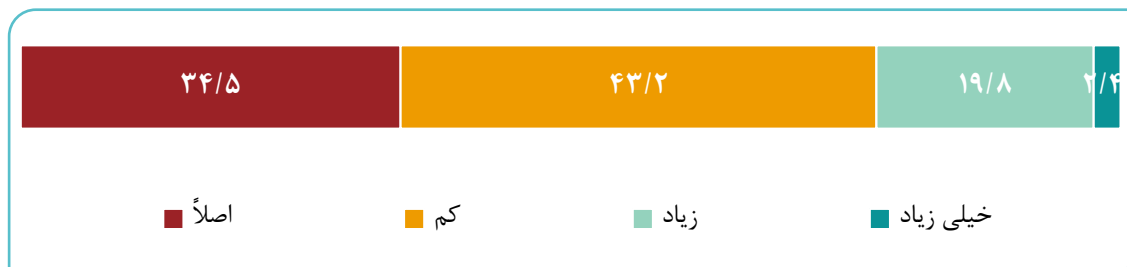 ۳۴/۵ ۴۳/۲ ۱۹/۸ ۲/۴
خیلی زیاد زیاد کم اصلاً